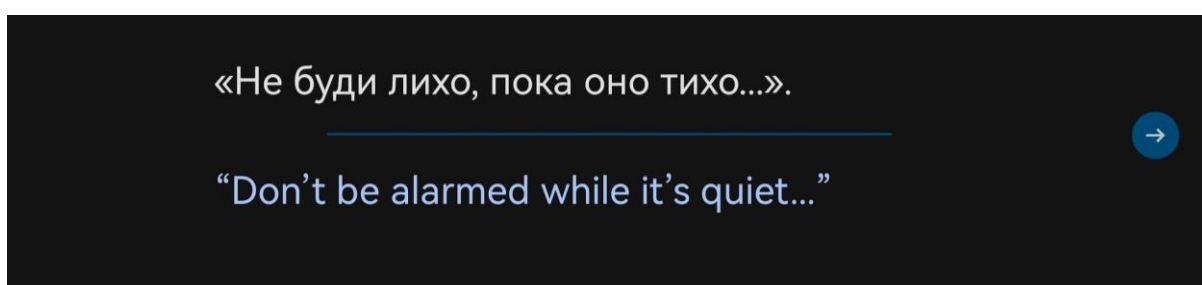 «Не буди лихо, пока оно тихо...».
“Don’t be alarmed while it’s quiet...”